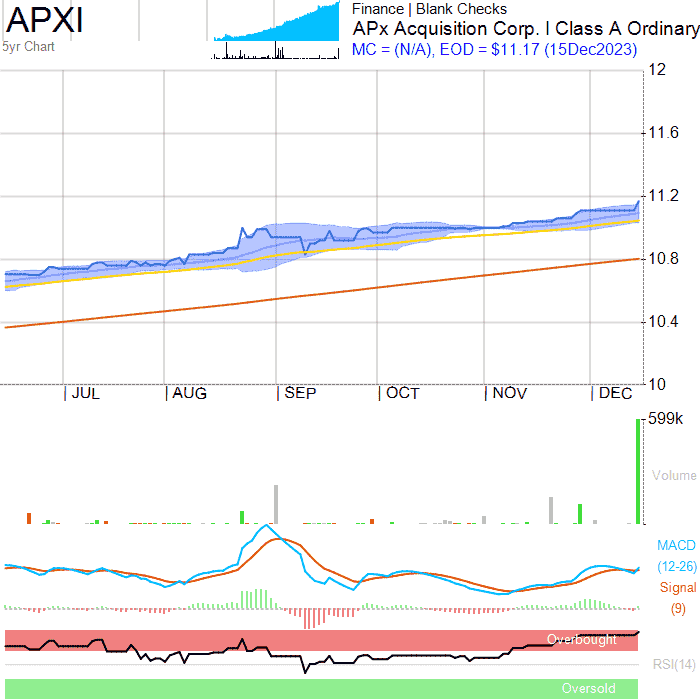 APXI
5yr Chart
Finance | Blank Checks
APx Acquisition Corp. I Class A Ordinary
MC = (N/A), EOD = $11.17 (15Dec2023)
12
11.6
11.2
10.8
10.4
10
JUL AUG SEP OCT NOV DEC
599k
Volume
MACD
(12-26)
Signal
(9)
Overbought
RSI(14)
Oversold